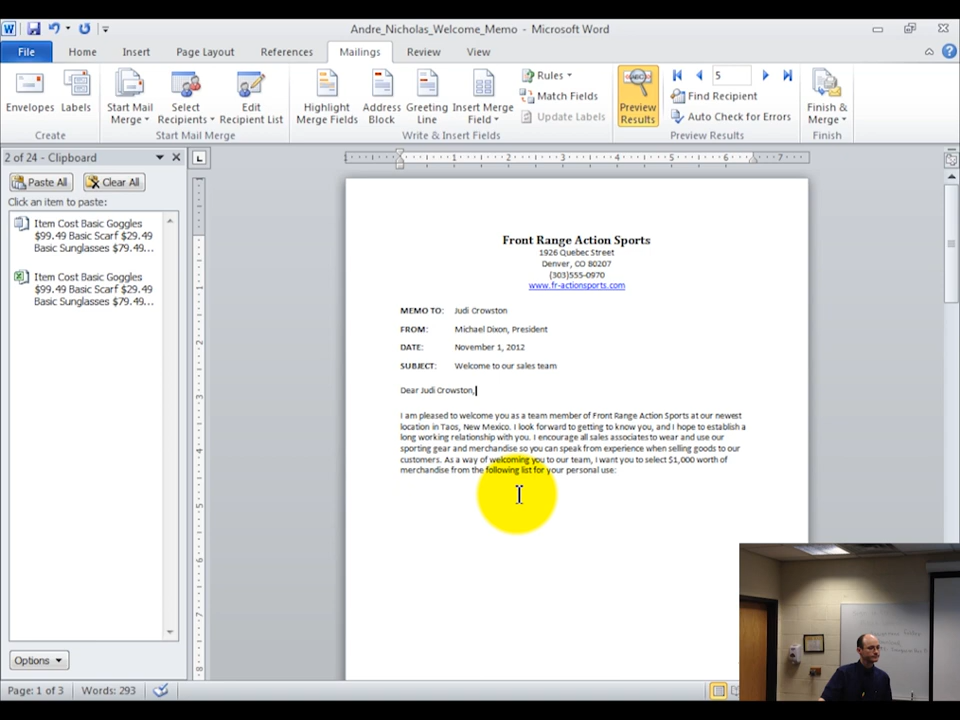 Andre_Nicholas_Welcome_Memo - Microsoft Word
File Home Insert Page Layout References Mailings Review View
Envelopes Labels
Create
Start Mail Merge Select Recipients Edit Recipient List
Start Mail Merge
Highlight Merge Fields Address Block Greeting Line Insert Merge Field
Rules
Match Fields
Update Labels
Write & Insert Fields
Preview Results
5
Find Recipient
Auto Check for Errors
Preview Results
Finish & Merge
Finish
2 of 24 - Clipboard
Paste All Clear All
Click an item to paste:
Item Cost Basic Goggles
$99.49 Basic Scarf $29.49
Basic Sunglasses $79.49...
Item Cost Basic Goggles
$99.49 Basic Scarf $29.49
Basic Sunglasses $79.49...
Options
1 2 3 4 5 6 7
Front Range Action Sports
1926 Quebec Street
Denver, CO 80207
(303)555-0970
www.fr-actionsports.com
MEMO TO: Judi Crowston
FROM: Michael Dixon, President
DATE: November 1, 2012
SUBJECT: Welcome to our sales team
Dear Judi Crowston,
I am pleased to welcome you as a team member of Front Range Action Sports at our newest
location in Taos, New Mexico. I look forward to getting to know you, and I hope to establish a
long working relationship with you. I encourage all sales associates to wear and use our
sporting gear and merchandise so you can speak from experience when selling goods to our
customers. As a way of welcoming you to our team, I want you to select $1,000 worth of
merchandise from the following list for your personal use:
Page: 1 of 3 Words: 293